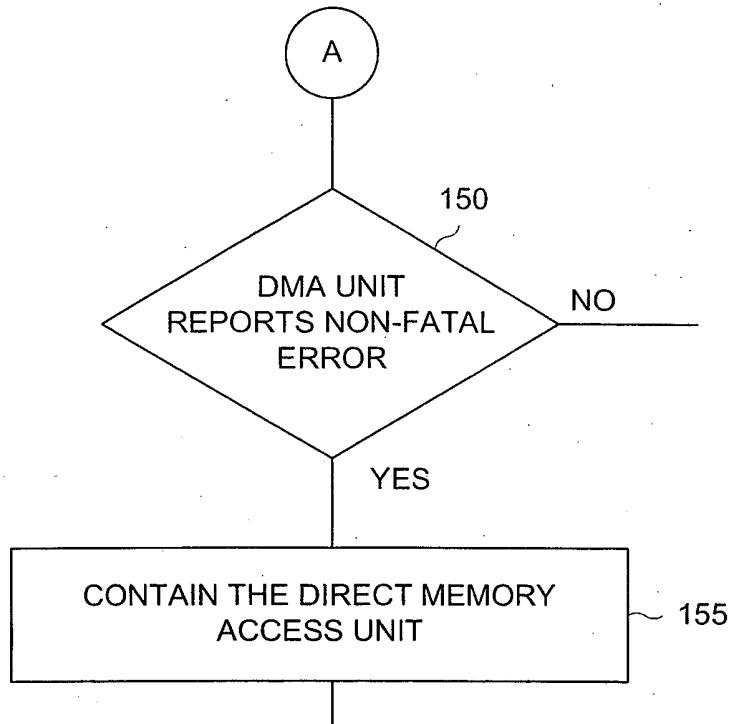 A
150
DMA UNIT
REPORTS NON-FATAL
ERROR
NO
YES
CONTAIN THE DIRECT MEMORY
ACCESS UNIT
155